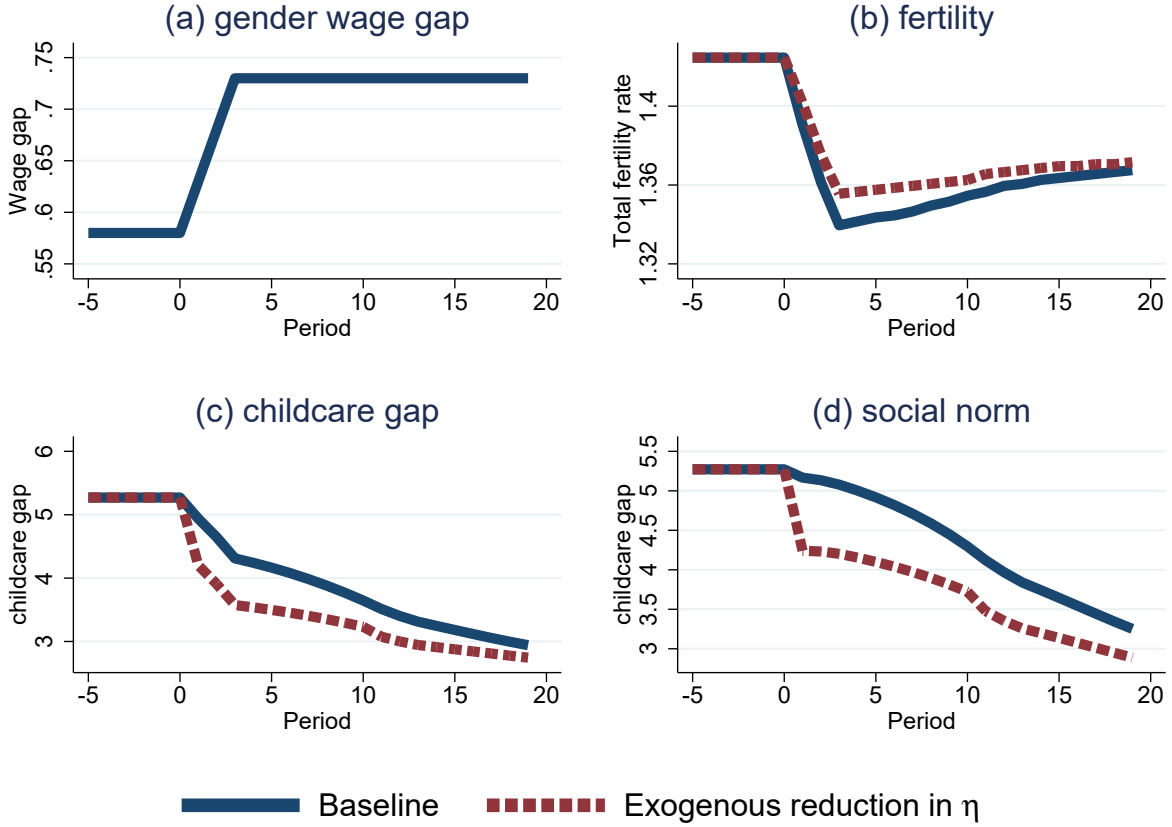 (a) gender wage gap
Wage gap
.75
.7
.65
.6
.55
-5 0 5 10 15 20
Period
(b) fertility
Total fertility rate
1.4
1.36
1.32
-5 0 5 10 15 20
Period
(c) childcare gap
childcare gap
6
5
4
3
-5 0 5 10 15 20
Period
(d) social norm
childcare gap
5.5
5
4.5
4
3.5
3
-5 0 5 10 15 20
Period
Baseline
Exogenous reduction in η